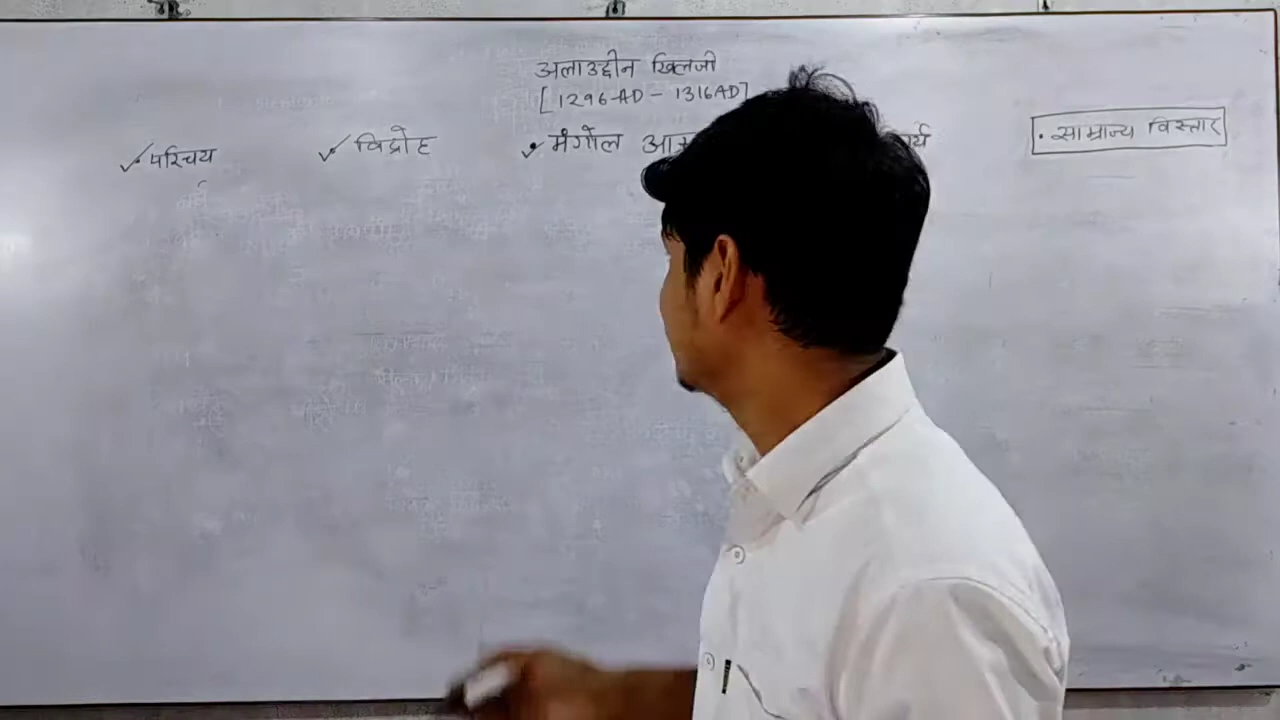 अलाउद्दीन खिलजी
[1296 AD - 1316 AD]
✓• परिचय ✓• विद्रोह ✓• मंगोल • साम्राज्य विस्तार